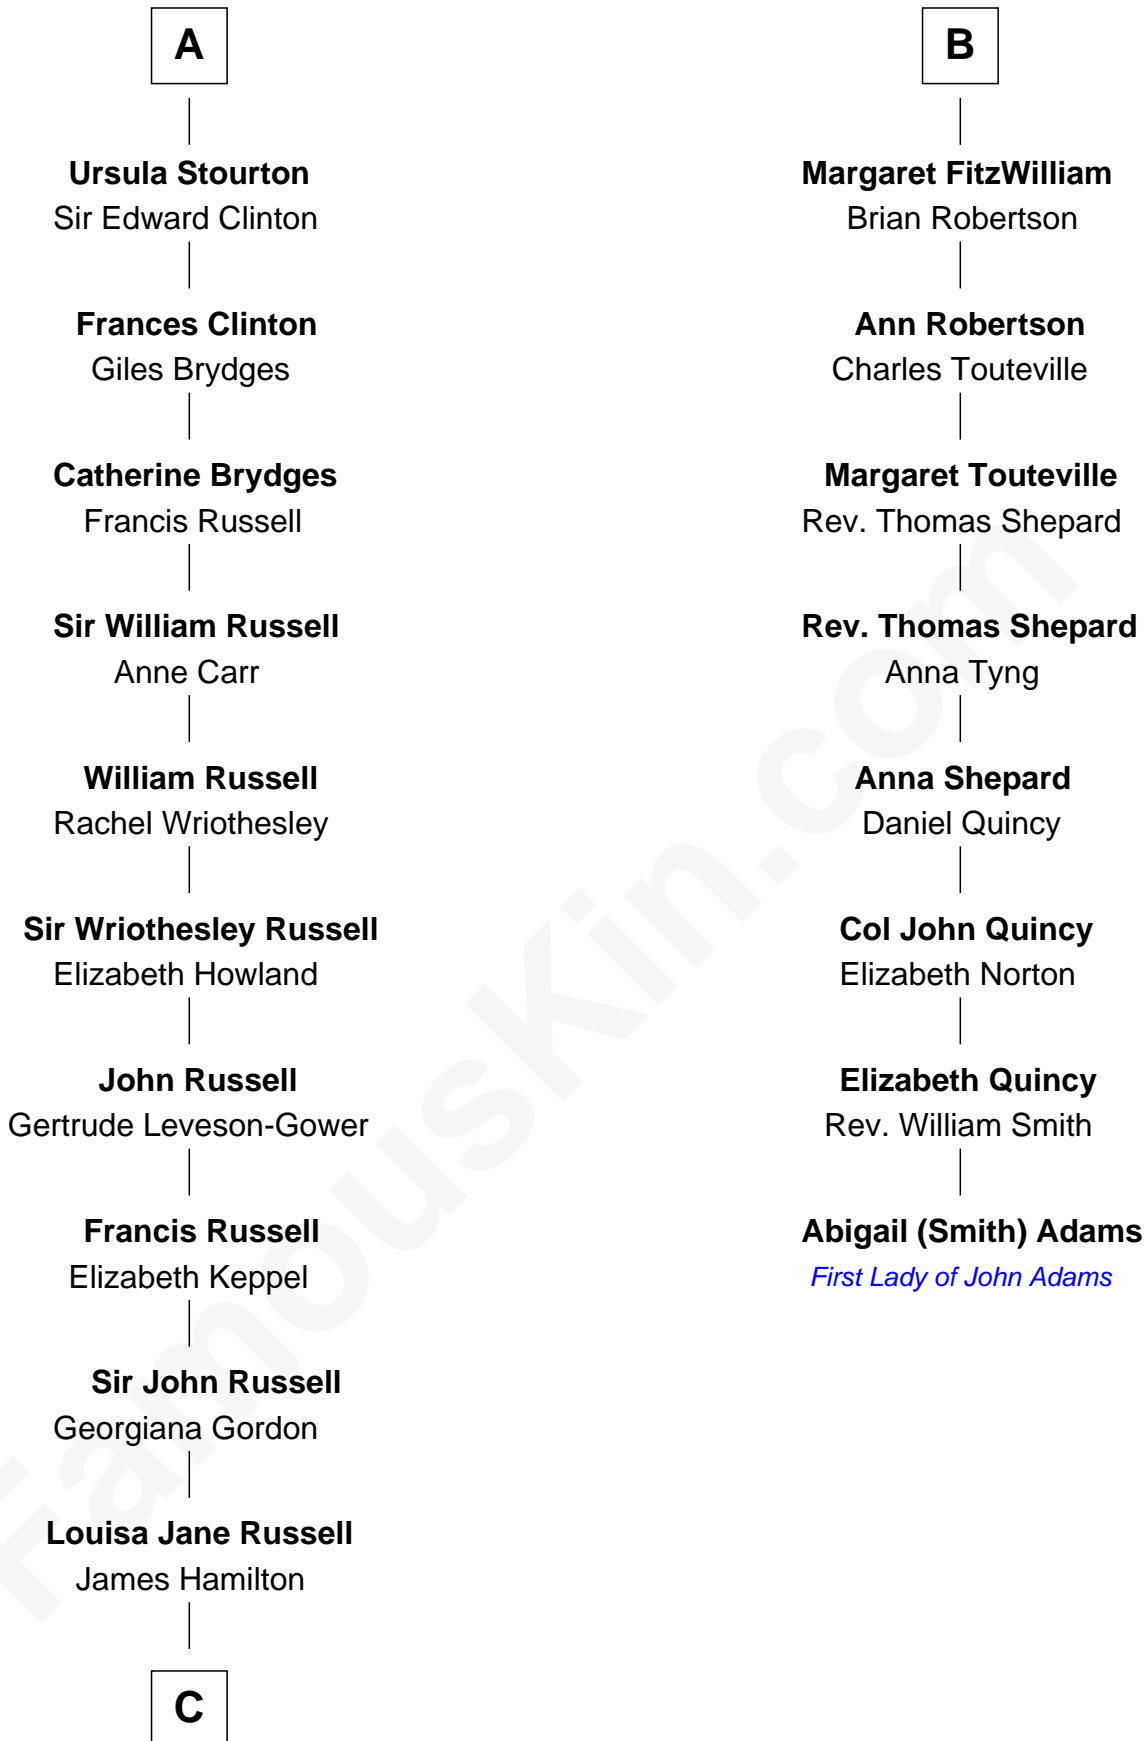 A
Ursula Stourton
Sir Edward Clinton
Frances Clinton
Giles Brydges
Catherine Brydges
Francis Russell
Sir William Russell
Anne Carr
William Russell
Rachel Wriothesley
Sir Wriothesley Russell
Elizabeth Howland
John Russell
Gertrude Leveson-Gower
Francis Russell
Elizabeth Keppel
Sir John Russell
Georgiana Gordon
Louisa Jane Russell
James Hamilton
C
B
Margaret FitzWilliam
Brian Robertson
Ann Robertson
Charles Touteville
Margaret Touteville
Rev. Thomas Shepard
Rev. Thomas Shepard
Anna Tyng
Anna Shepard
Daniel Quincy
Col John Quincy
Elizabeth Norton
Elizabeth Quincy
Rev. William Smith
Abigail (Smith) Adams
First Lady of John Adams
FamousKin.com